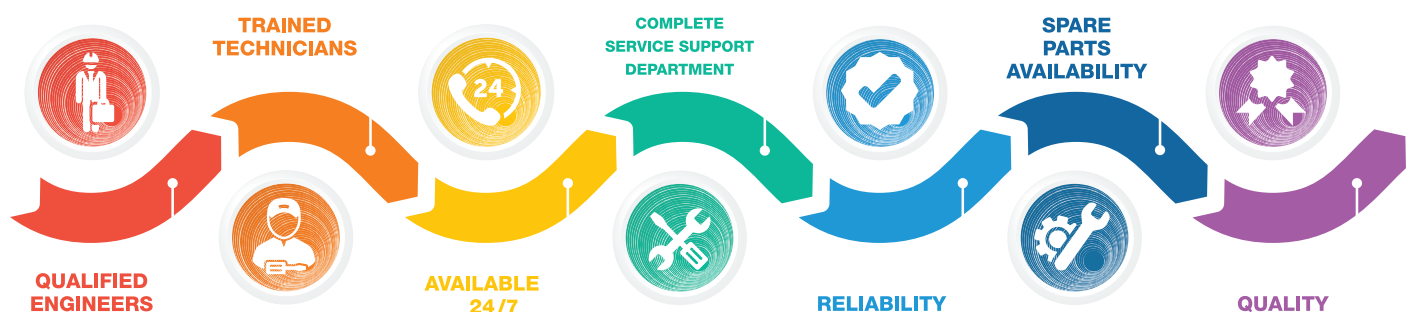 QUALIFIED
ENGINEERS
TRAINED
TECHNICIANS
24
AVAILABLE
24/7
COMPLETE
SERVICE SUPPORT
DEPARTMENT
RELIABILITY
SPARE
PARTS
AVAILABILITY
QUALITY